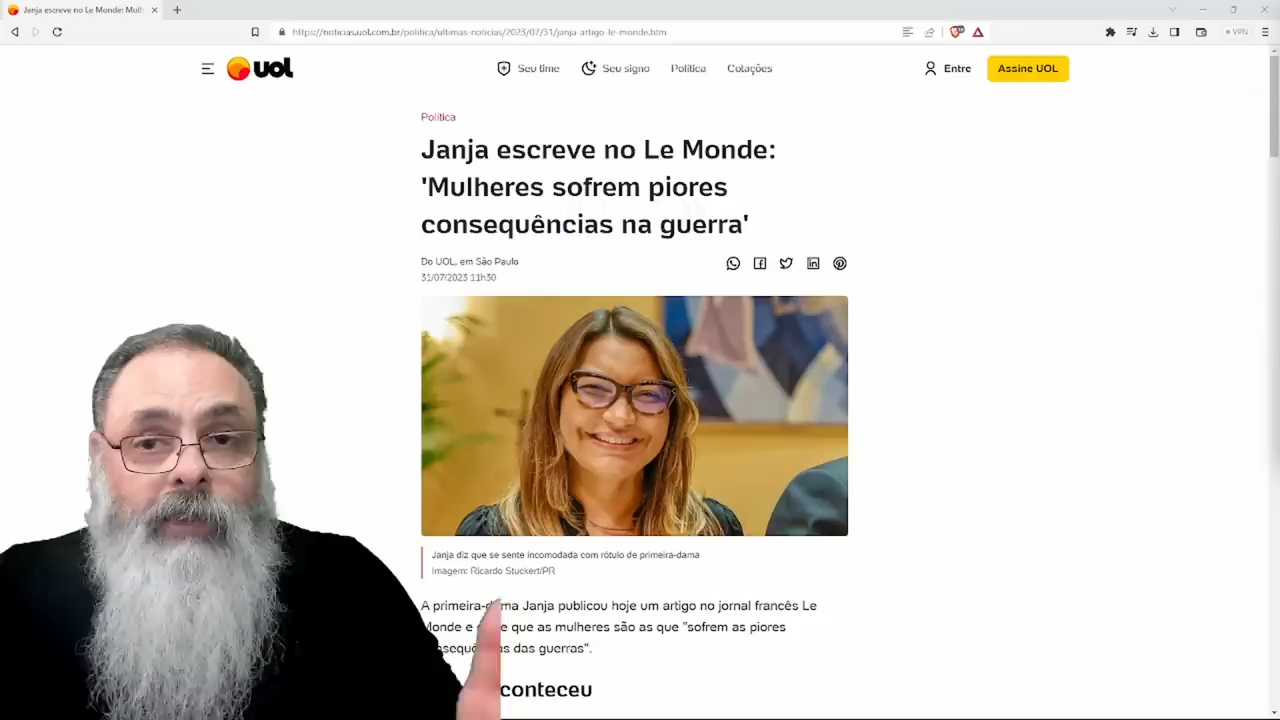 Janja escreve no Le Monde: 'Mulh
https://noticias.uol.com.br/politica/ultimas-noticias/2023/07/31/janja-artigo-le-monde.htm
VPN
UOL
Seu time
Seu signo
Política
Cotações
Entre
Assine UOL
Política
Janja escreve no Le Monde:
'Mulheres sofrem piores
consequências na guerra'
Do UOL, em São Paulo
31/07/2023 11h30
Janja diz que se sente incomodada com rótulo de primeira-dama
Imagem: Ricardo Stuckert/PR
A primeira-d ma Janja publicou hoje um artigo no jornal francês Le
Monde e e que as mulheres são as que "sofrem as piores
das guerras".
conteceu